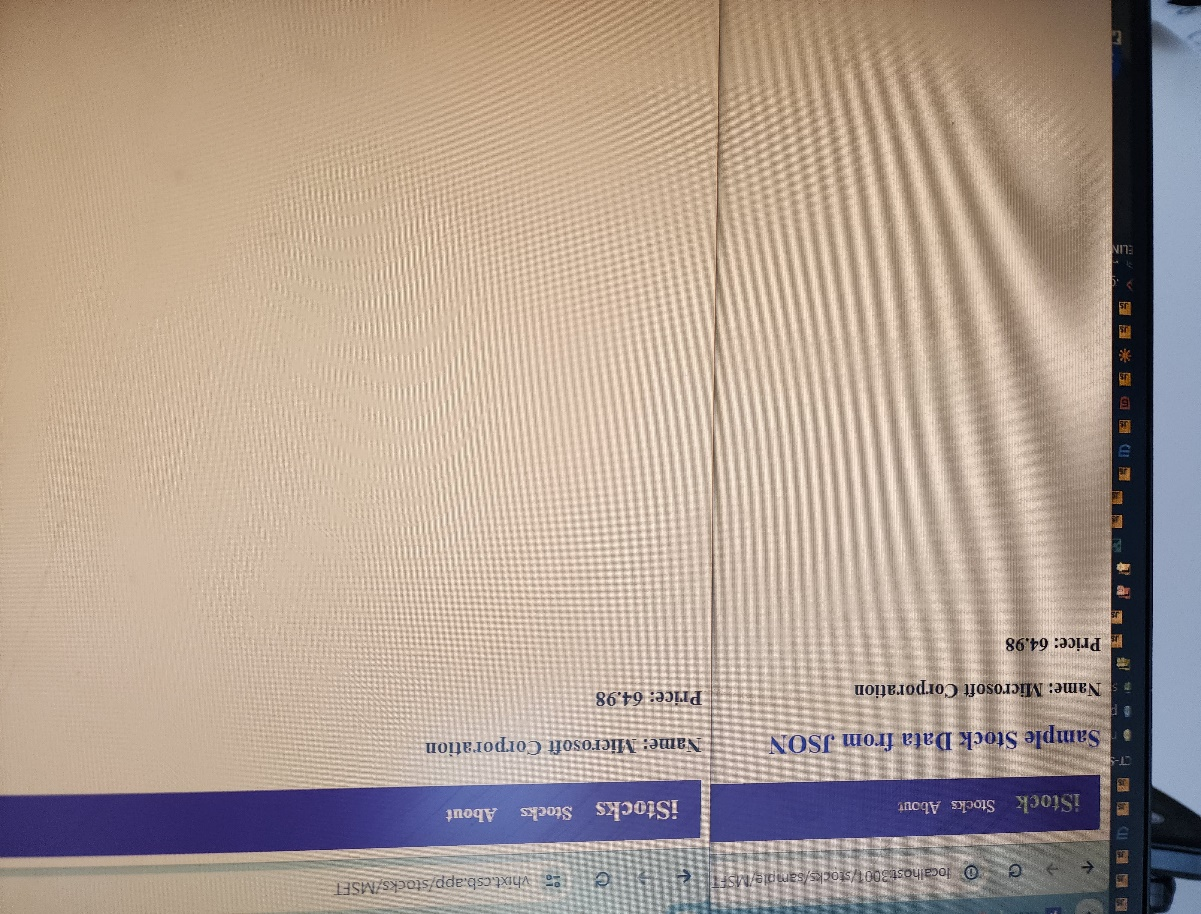 localhost:3001/stocks/sample/MSFT
iStock Stocks About
Sample Stock Data from JSON
Name: Microsoft Corporation
Price: 64.98
vhixt.csb.app/stocks/MSFT
iStocks Stocks About
Name: Microsoft Corporation
Price: 64.98